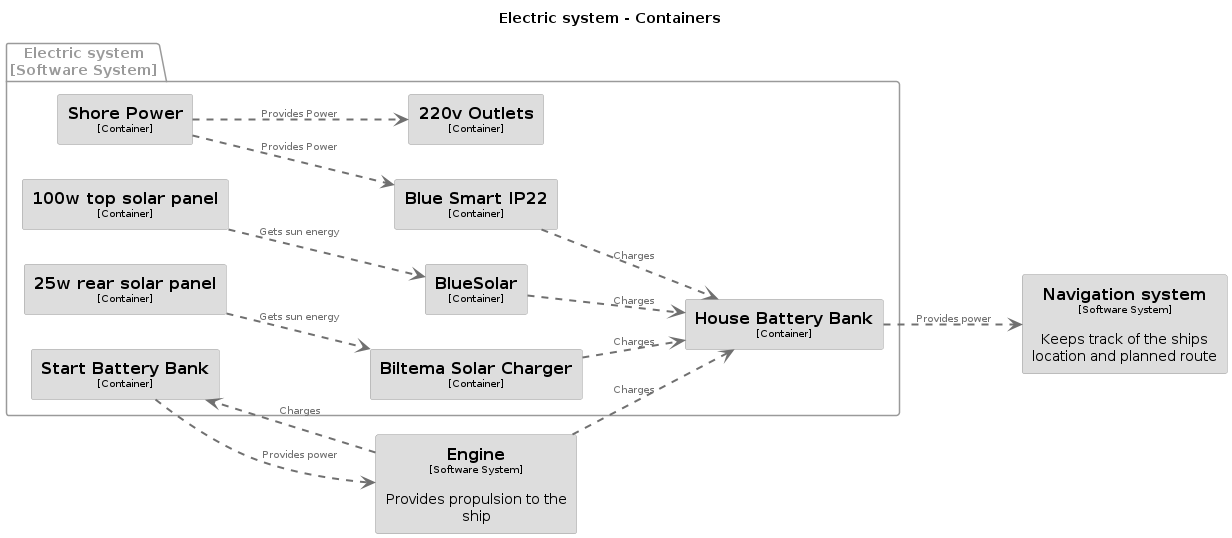 Electric system - Containers
Electric system
[Software System]
Shore Power
[Container]
Provides Power
220v Outlets
[Container]
Provides Power
100w top solar panel
[Container]
Blue Smart IP22
[Container]
Gets sun energy
Charges
25w rear solar panel
[Container]
BlueSolar
[Container]
Charges
Navigation system
[Software System]
Keeps track of the ships
location and planned route
House Battery Bank
[Container]
Provides power
Gets sun energy
Charges
Start Battery Bank
[Container]
Biltema Solar Charger
[Container]
Charges
Charges
Provides power
Engine
[Software System]
Provides propulsion to the
ship